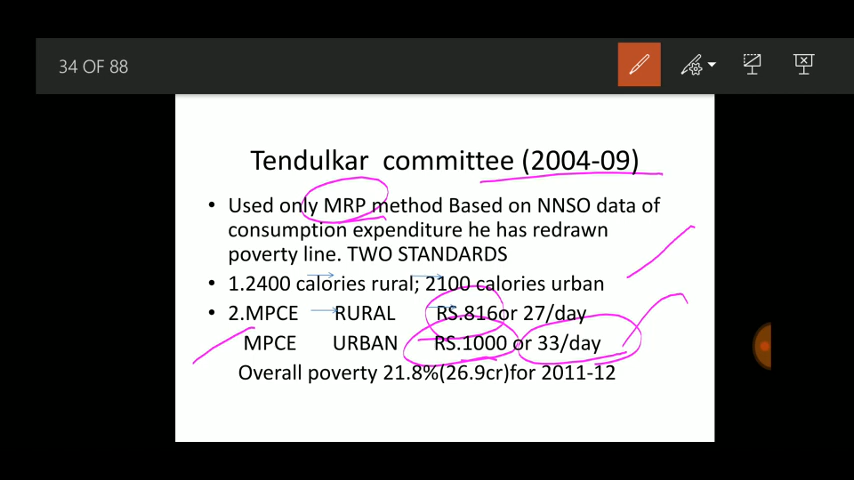 34 OF 88
Tendulkar committee (2004-09)
• Used only MRP method Based on NNSO data of
consumption expenditure he has redrawn
poverty line. TWO STANDARDS
• 1.2400 calories rural; 2100 calories urban
• 2.MPCE RURAL RS.816or 27/day
MPCE URBAN RS.1000 or 33/day
Overall poverty 21.8%(26.9cr)for 2011-12